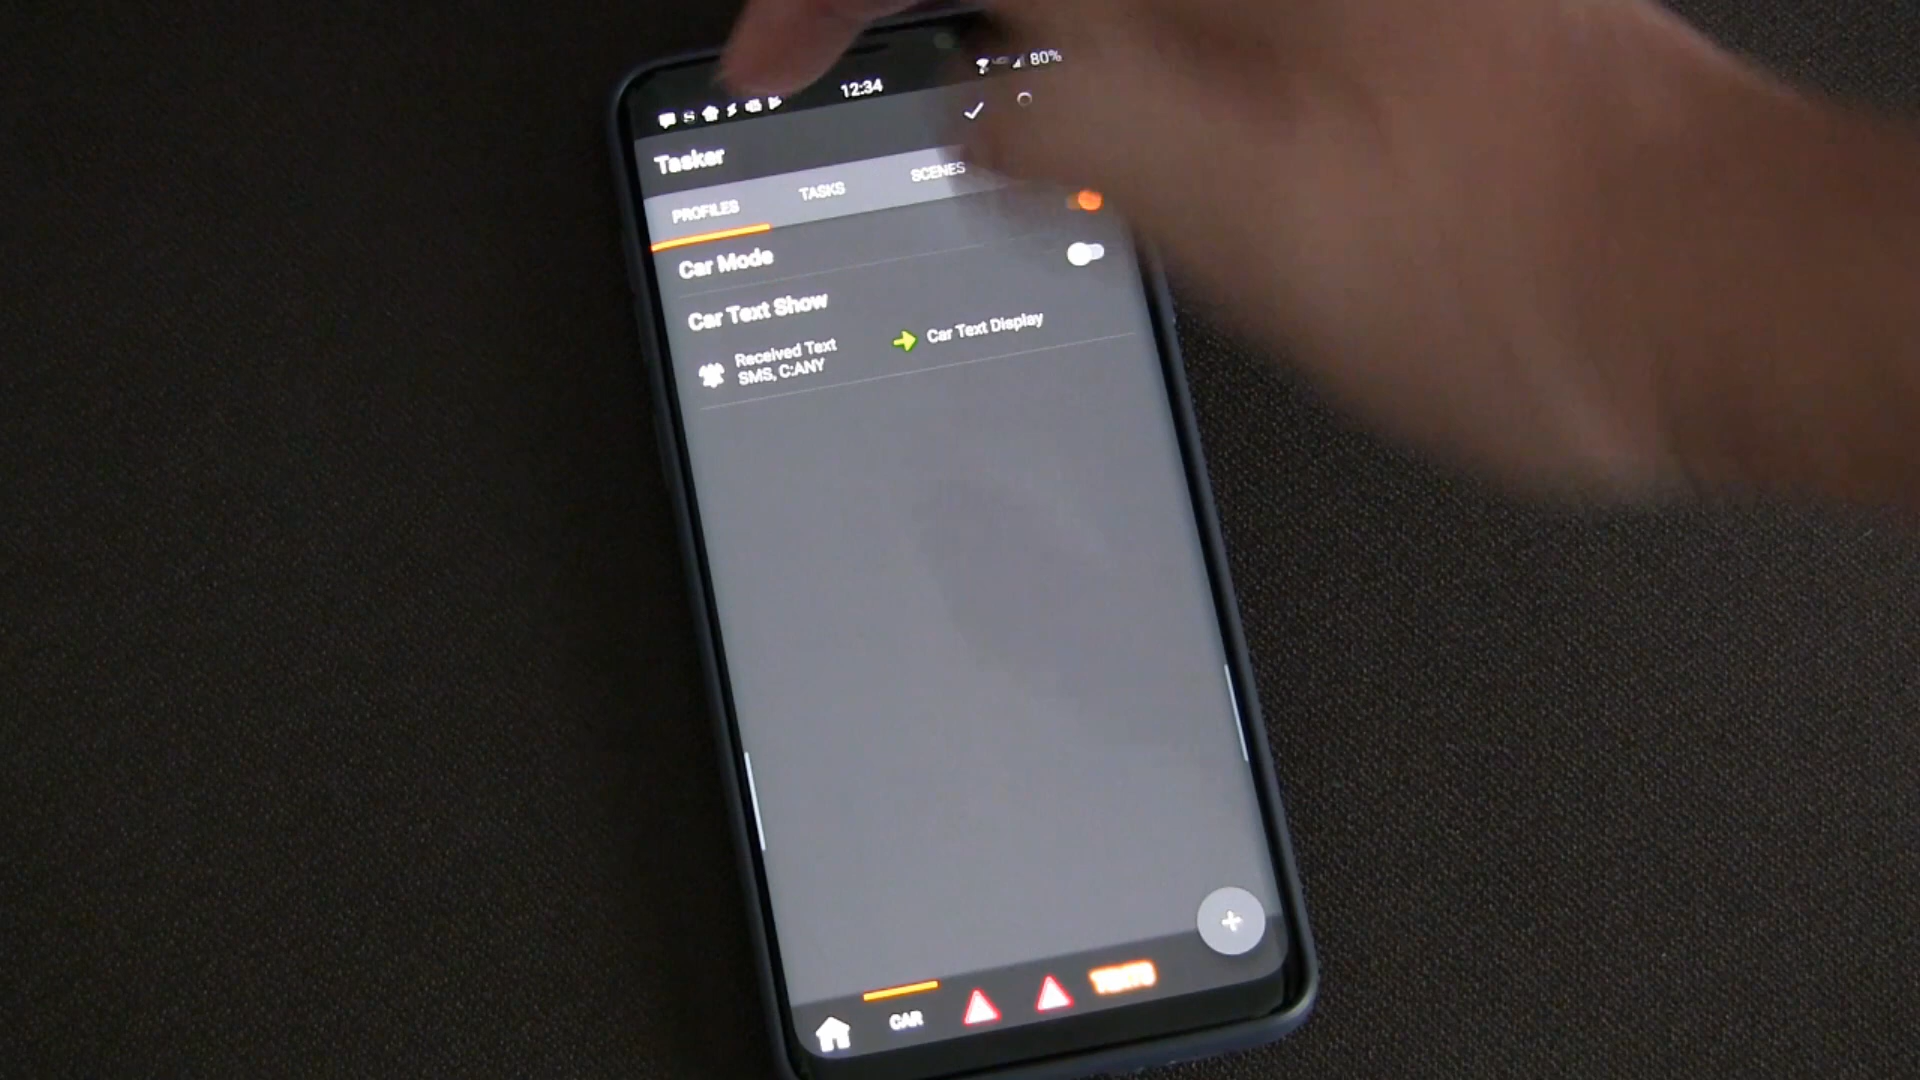 12:34
80%
Tasker
PROFILES TASKS SCENES
Car Mode
Car Text Show
Received Text
SMS, C:ANY
Car Text Display
+
CAR